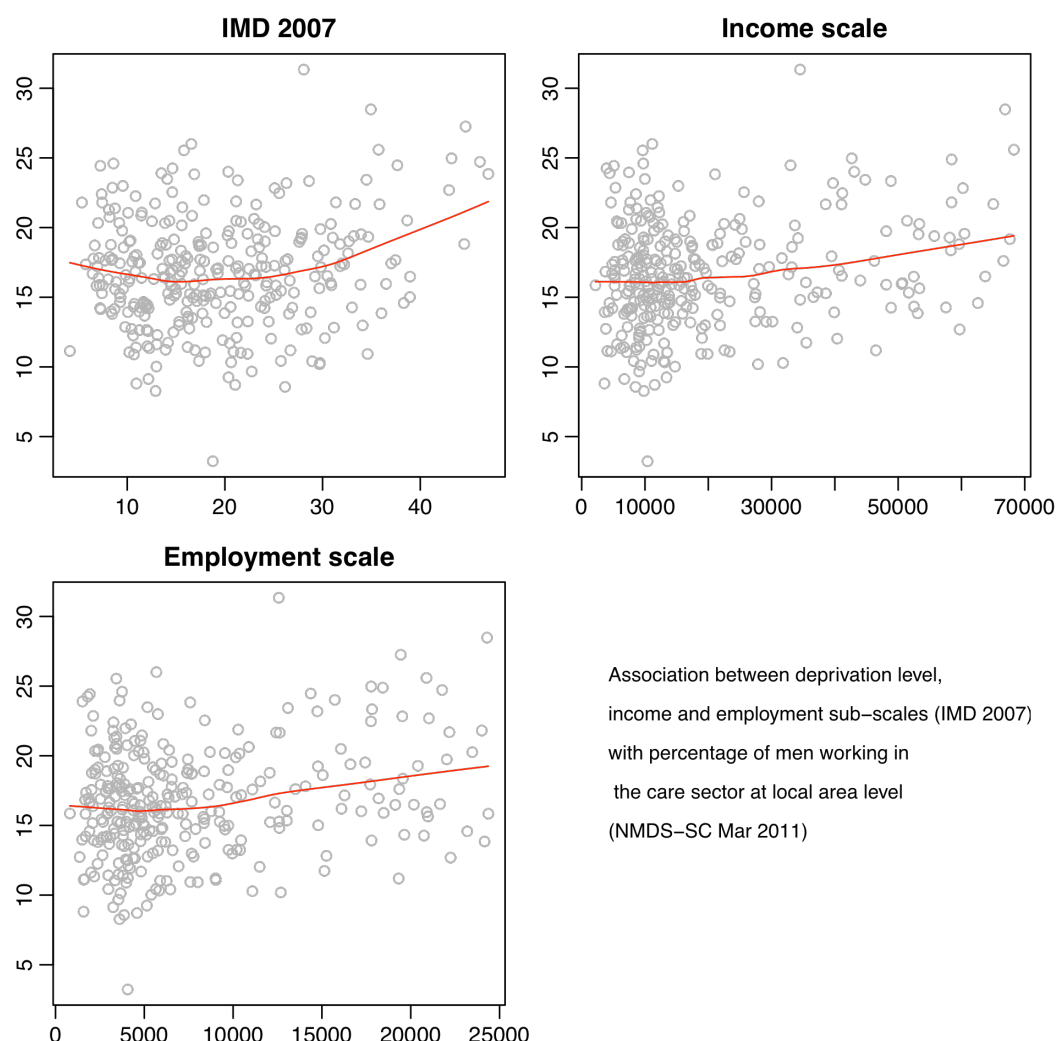 IMD 2007
30
25
20
15
10
5
10 20 30 40
Income scale
30
25
20
15
10
5
0 10000 30000 50000 70000
Employment scale
30
25
20
15
10
5
0 5000 10000 15000 20000 25000
Association between deprivation level,
income and employment sub−scales (IMD 2007)
with percentage of men working in
the care sector at local area level
(NMDS−SC Mar 2011)